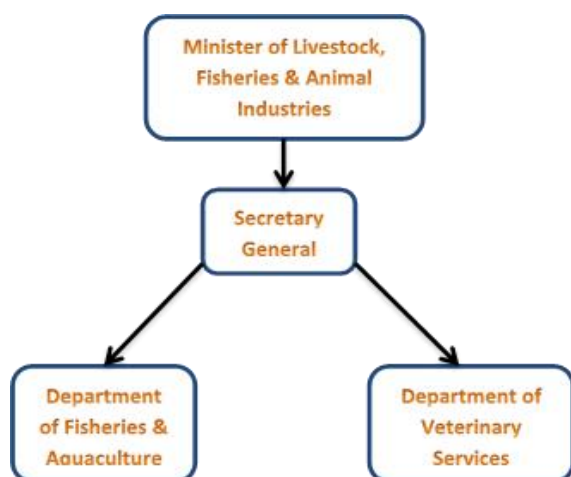 Minister of Livestock,
Fisheries & Animal
Industries
Secretary
General
Department
of Fisheries &
Aquaculture
Department of
Veterinary
Services